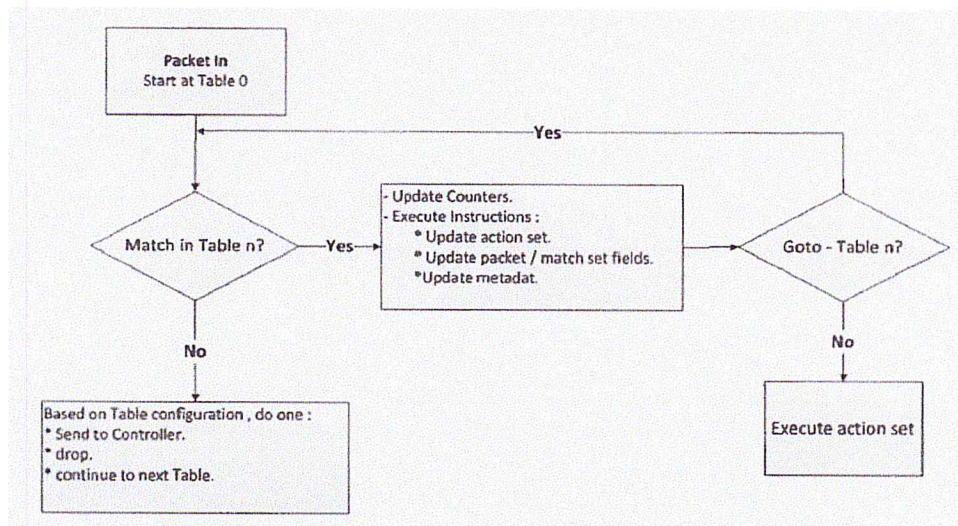 Packet In
Start at Table 0
Yes
Match in Table n?
Yes
- Update Counters.
- Execute Instructions :
* Update action set.
* Update packet / match set fields.
*Update metadat.
Goto - Table n?
No
No
Based on Table configuration , do one :
* Send to Controller.
* drop.
* continue to next Table.
Execute action set